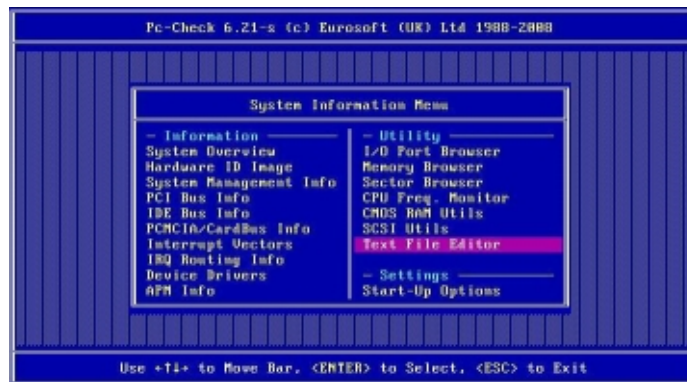 Pc-Check 6.21-s (c) Eurosoft (UK) Ltd 1988-2008
System Information Menu
- Information
System Overview
Hardware ID Image
System Management Info
PCI Bus Info
IDE Bus Info
PCMCIA/CardBus Info
Interrupt Vectors
IRQ Routing Info
Device Drivers
APM Info
- Utility
I/O Port Browser
Memory Browser
Sector Browser
CPU Freq. Monitor
CMOS RAM Utils
SCSI Utils
Text File Editor
- Settings
Start-Up Options
Use ←↑↓→ to Move Bar, <ENTER> to Select, <ESC> to Exit